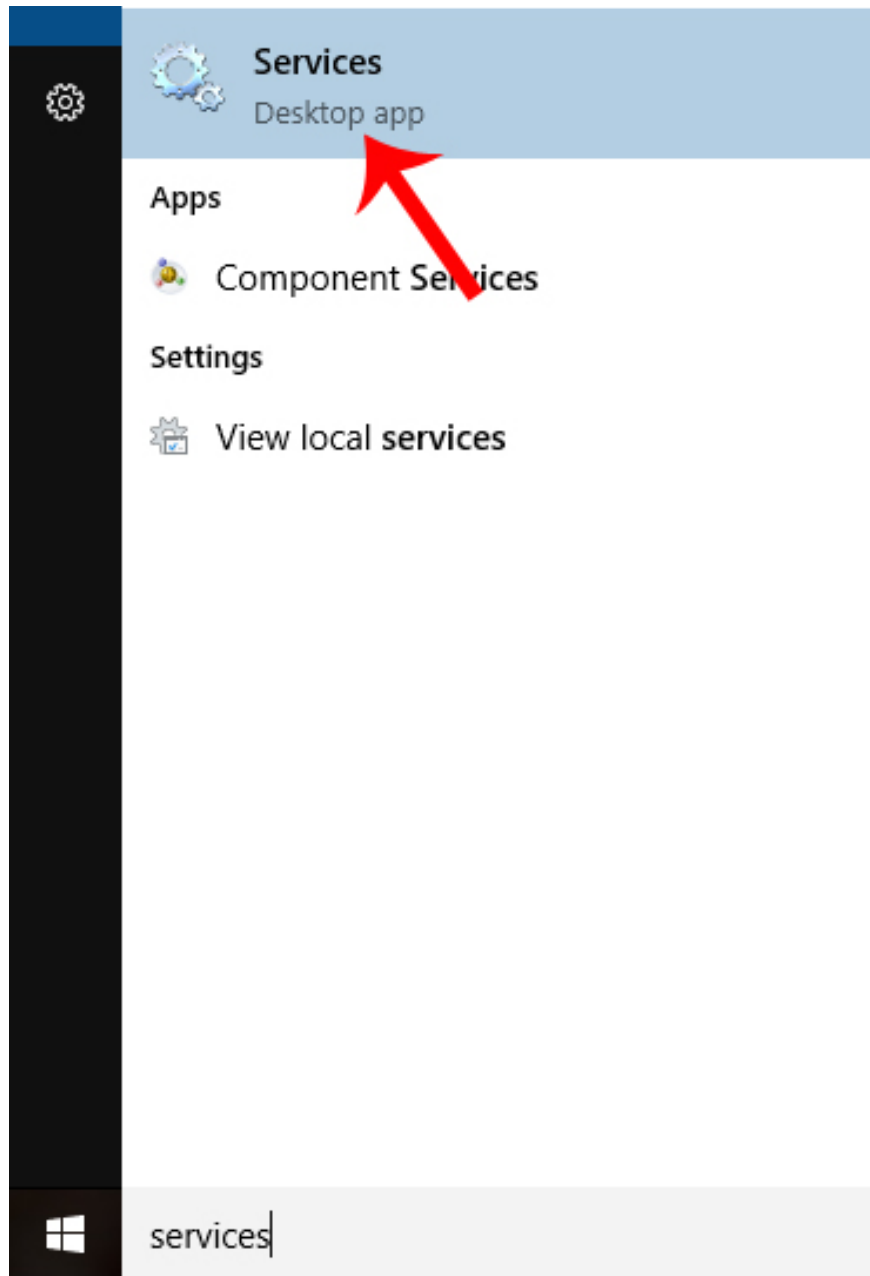 Services
Desktop app
Apps
Component Services
Settings
View local services
services